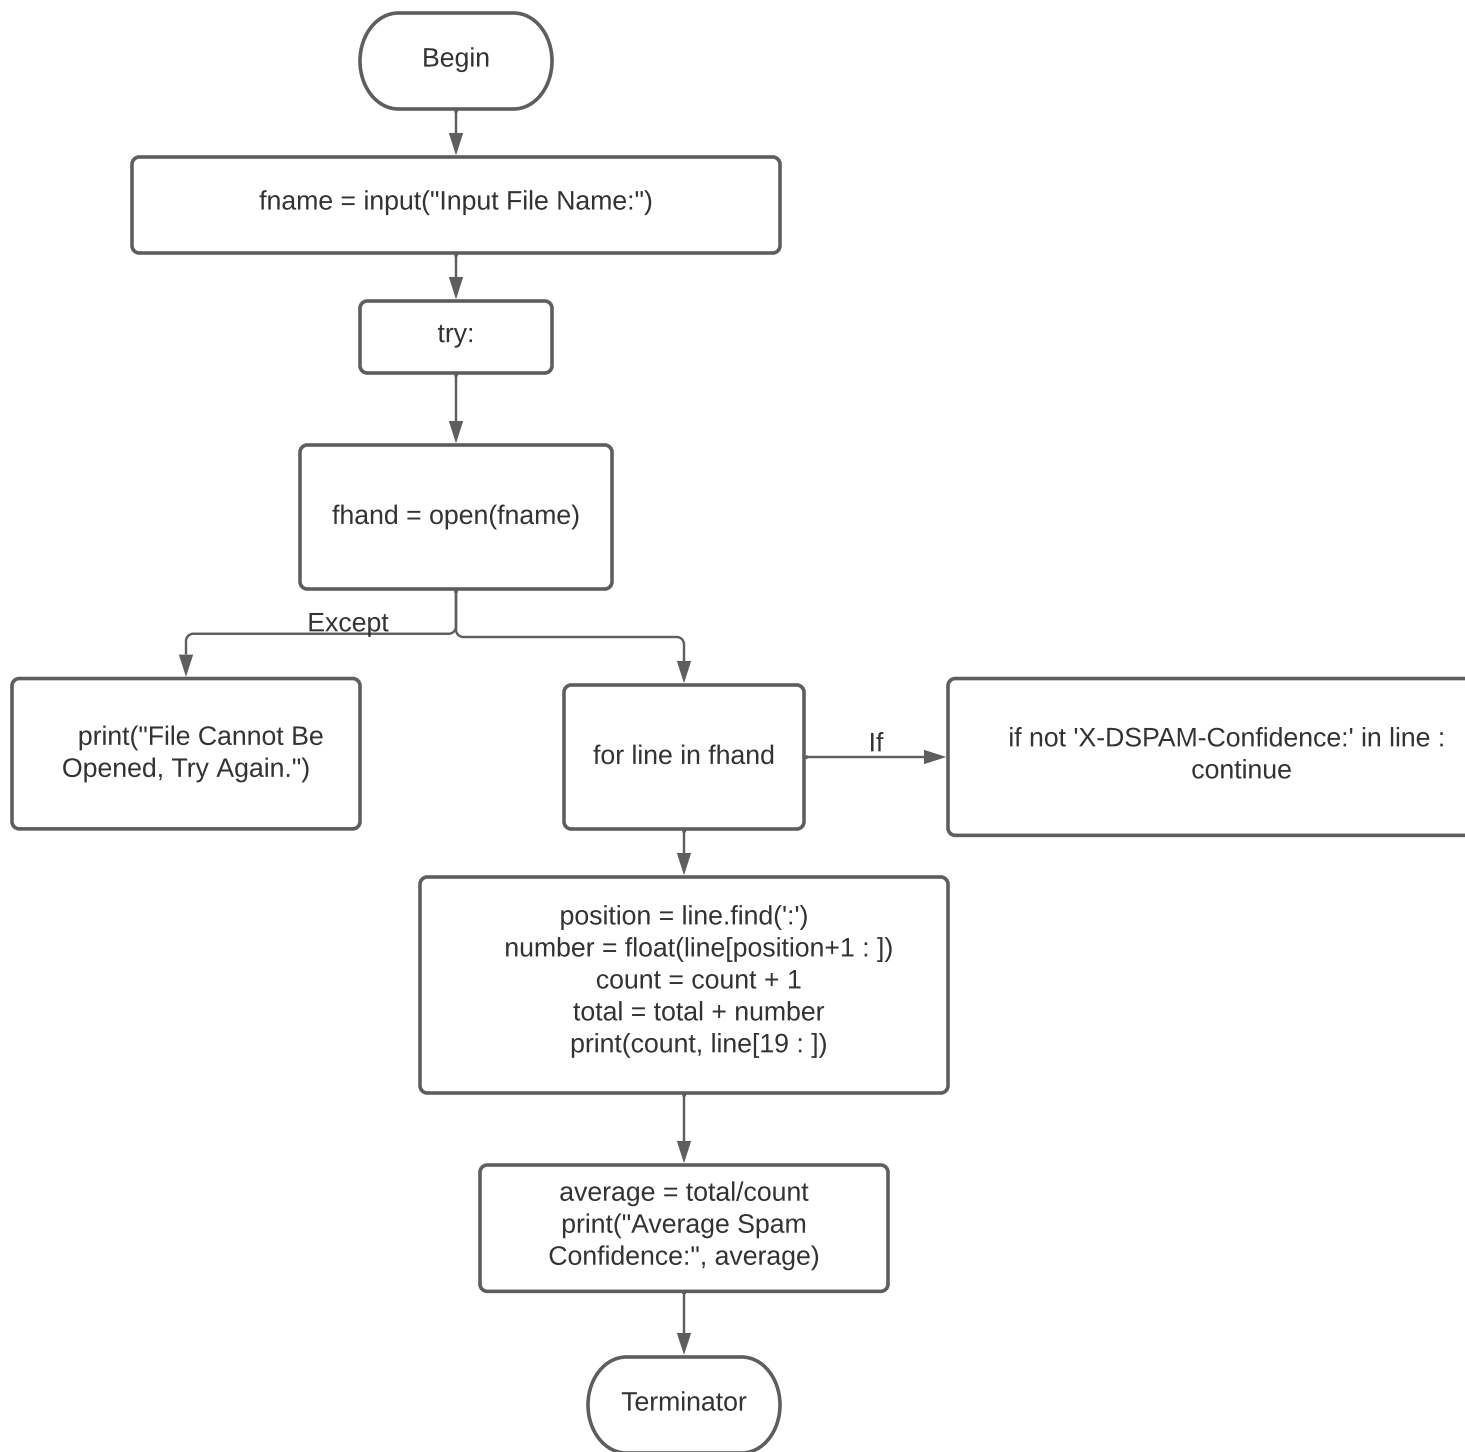 Begin
fname = input("Input File Name:")
try:
fhand = open(fname)
Except
print("File Cannot Be
Opened, Try Again.")
for line in fhand
If
if not 'X-DSPAM-Confidence:' in line :
continue
position = line.find(':')
number = float(line[position+1 : ])
count = count + 1
total = total + number
print(count, line[19 : ])
average = total/count
print("Average Spam
Confidence:", average)
Terminator